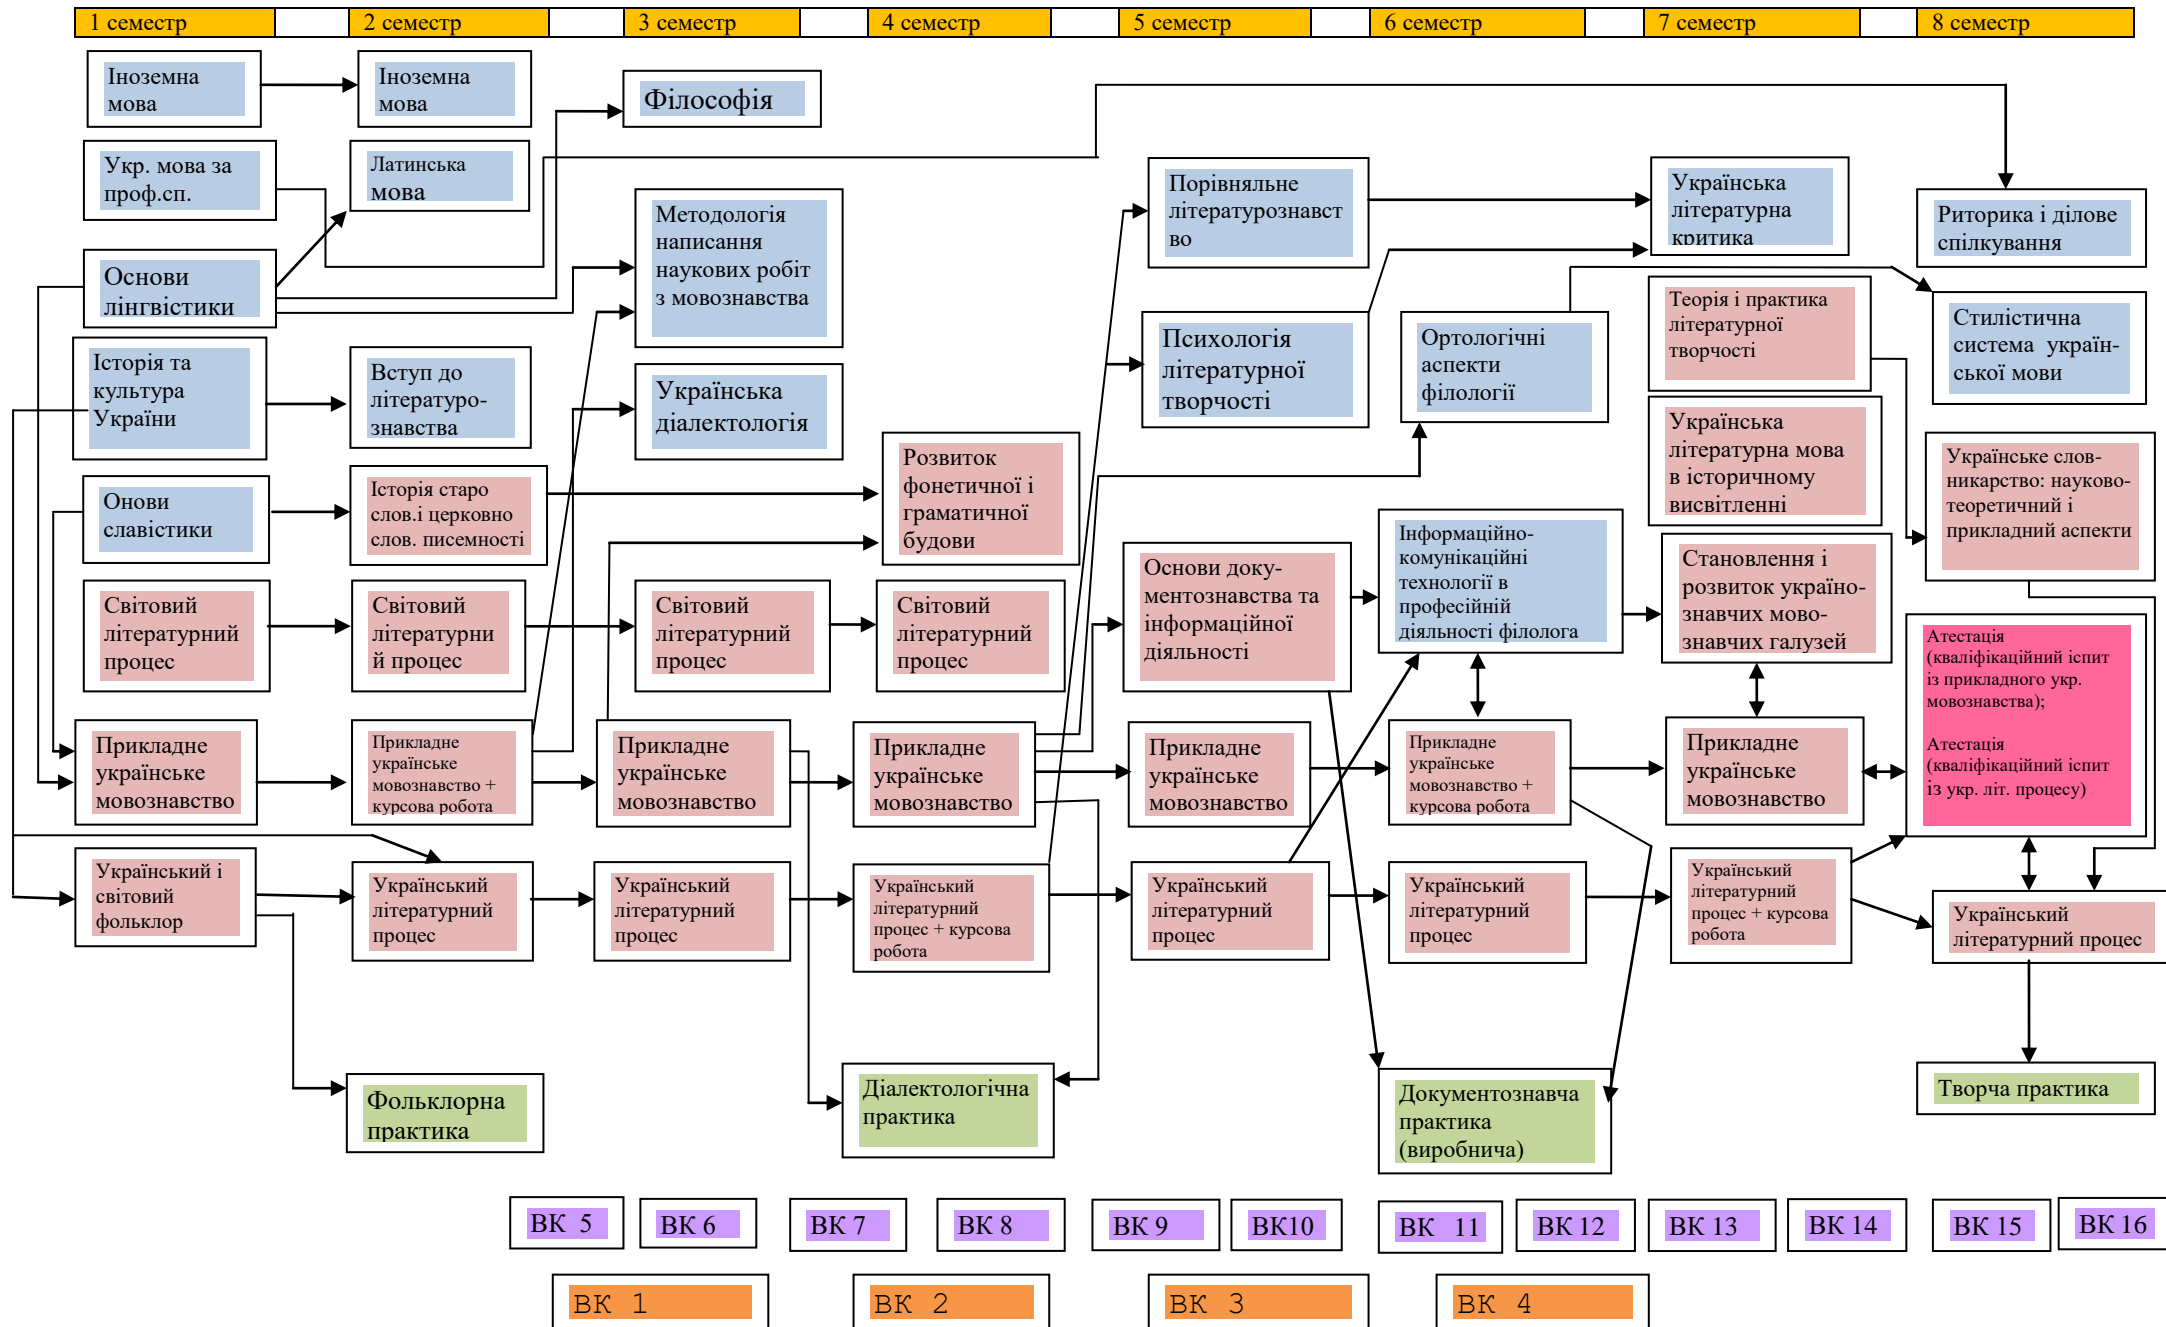 1 семестр
2 семестр
3 семестр
4 семестр
5 семестр
6 семестр
7 семестр
8 семестр
Іноземна
мова
Іноземна
мова
Філософія
Укр. мова за
проф.сп.
Латинська
мова
Методологія
написання
наукових робіт
з мовознавства
Порівняльне
літературознавст
во
Українська
літературна
критика
Риторика і ділове
спілкування
Основи
лінгвістики
Психологія
літературної
творчості
Ортологічні
аспекти
філології
Теорія і практика
літературної
творчості
Стилістична
система україн-
ської мови
Історія та
культура
України
Вступ до
літературо-
знавства
Українська
діалектологія
Українська
літературна мова
в історичному
висвітленні
Онови
славістики
Історія старо
слов.і церковно
слов. писемності
Розвиток
фонетичної і
граматичної
будови
Українське слов-
никарство: науково-
теоретичний і
прикладний аспекти
Основи доку-
ментознавства та
інформаційної
діяльності
Інформаційно-
комунікаційні
технології в
професійній
діяльності філолога
Становлення і
розвиток україно-
знавчих мово-
знавчих галузей
Світовий
літературний
процес
Світовий
літературни
й процес
Світовий
літературний
процес
Світовий
літературний
процес
Атестація
(кваліфікаційний іспит
із прикладного укр.
мовознавства);
Атестація
(кваліфікаційний іспит
із укр. літ. процесу)
Прикладне
українське
мовознавство
Прикладне
українське
мовознавство +
курсова робота
Прикладне
українське
мовознавство
Прикладне
українське
мовознавство
Прикладне
українське
мовознавство
Прикладне
українське
мовознавство +
курсова робота
Прикладне
українське
мовознавство
Український і
світовий
фольклор
Український
літературний
процес
Український
літературний
процес
Український
літературний
процес + курсова
робота
Український
літературний
процес
Український
літературний
процес
Український
літературний
процес + курсова
робота
Український
літературний процес
Фольклорна
практика
Діалектологічна
практика
Документознавча
практика
(виробнича)
Творча практика
ВК 5
ВК 6
ВК 7
ВК 8
ВК 9
ВК10
ВК 11
ВК 12
ВК 13
ВК 14
ВК 15
ВК 16
ВК 1
ВК 2
ВК 3
ВК 4